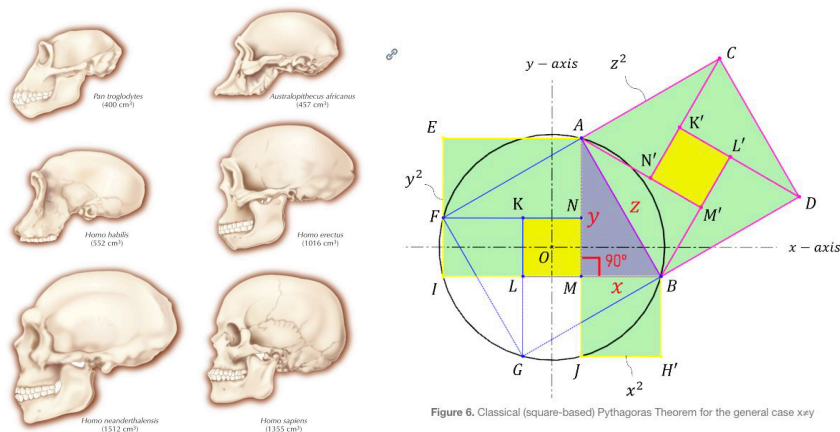 Pan troglodytes
(400 cm³)
Australopithecus africanus
(457 cm³)
Homo habilis
(552 cm³)
Homo erectus
(1016 cm³)
Homo neanderthalensis
(1512 cm³)
Homo sapiens
(1355 cm³)
y – axis
z²
C
E
A
K′
N′
L′
y²
F
K
N
y
z
M′
D
O
90º
x – axis
I
L
M
x
B
G
J
H′
x²
Figure 6. Classical (square-based) Pythagoras Theorem for the general case x≠y